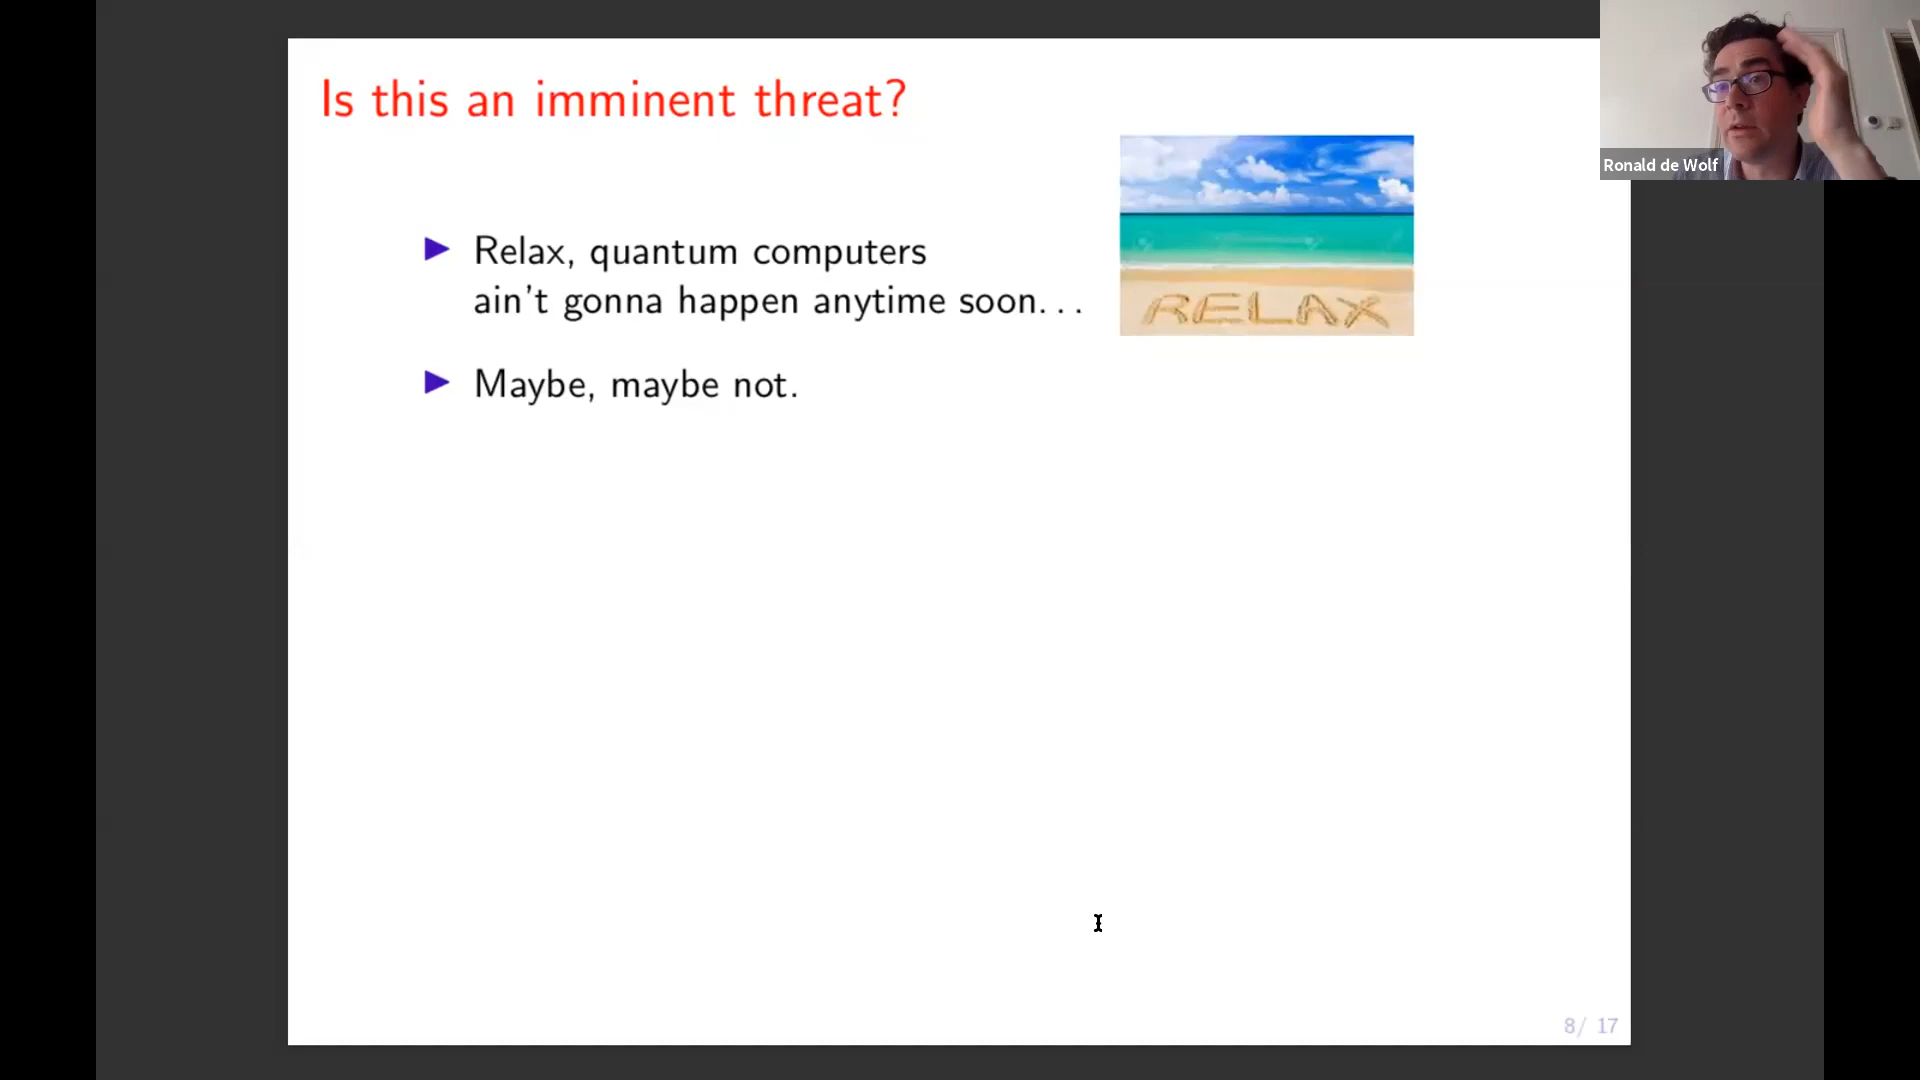 Is this an imminent threat?
Ronald de Wolf
▶ Relax, quantum computers
ain't gonna happen anytime soon...
RELAX
▶ Maybe, maybe not.
8/ 17